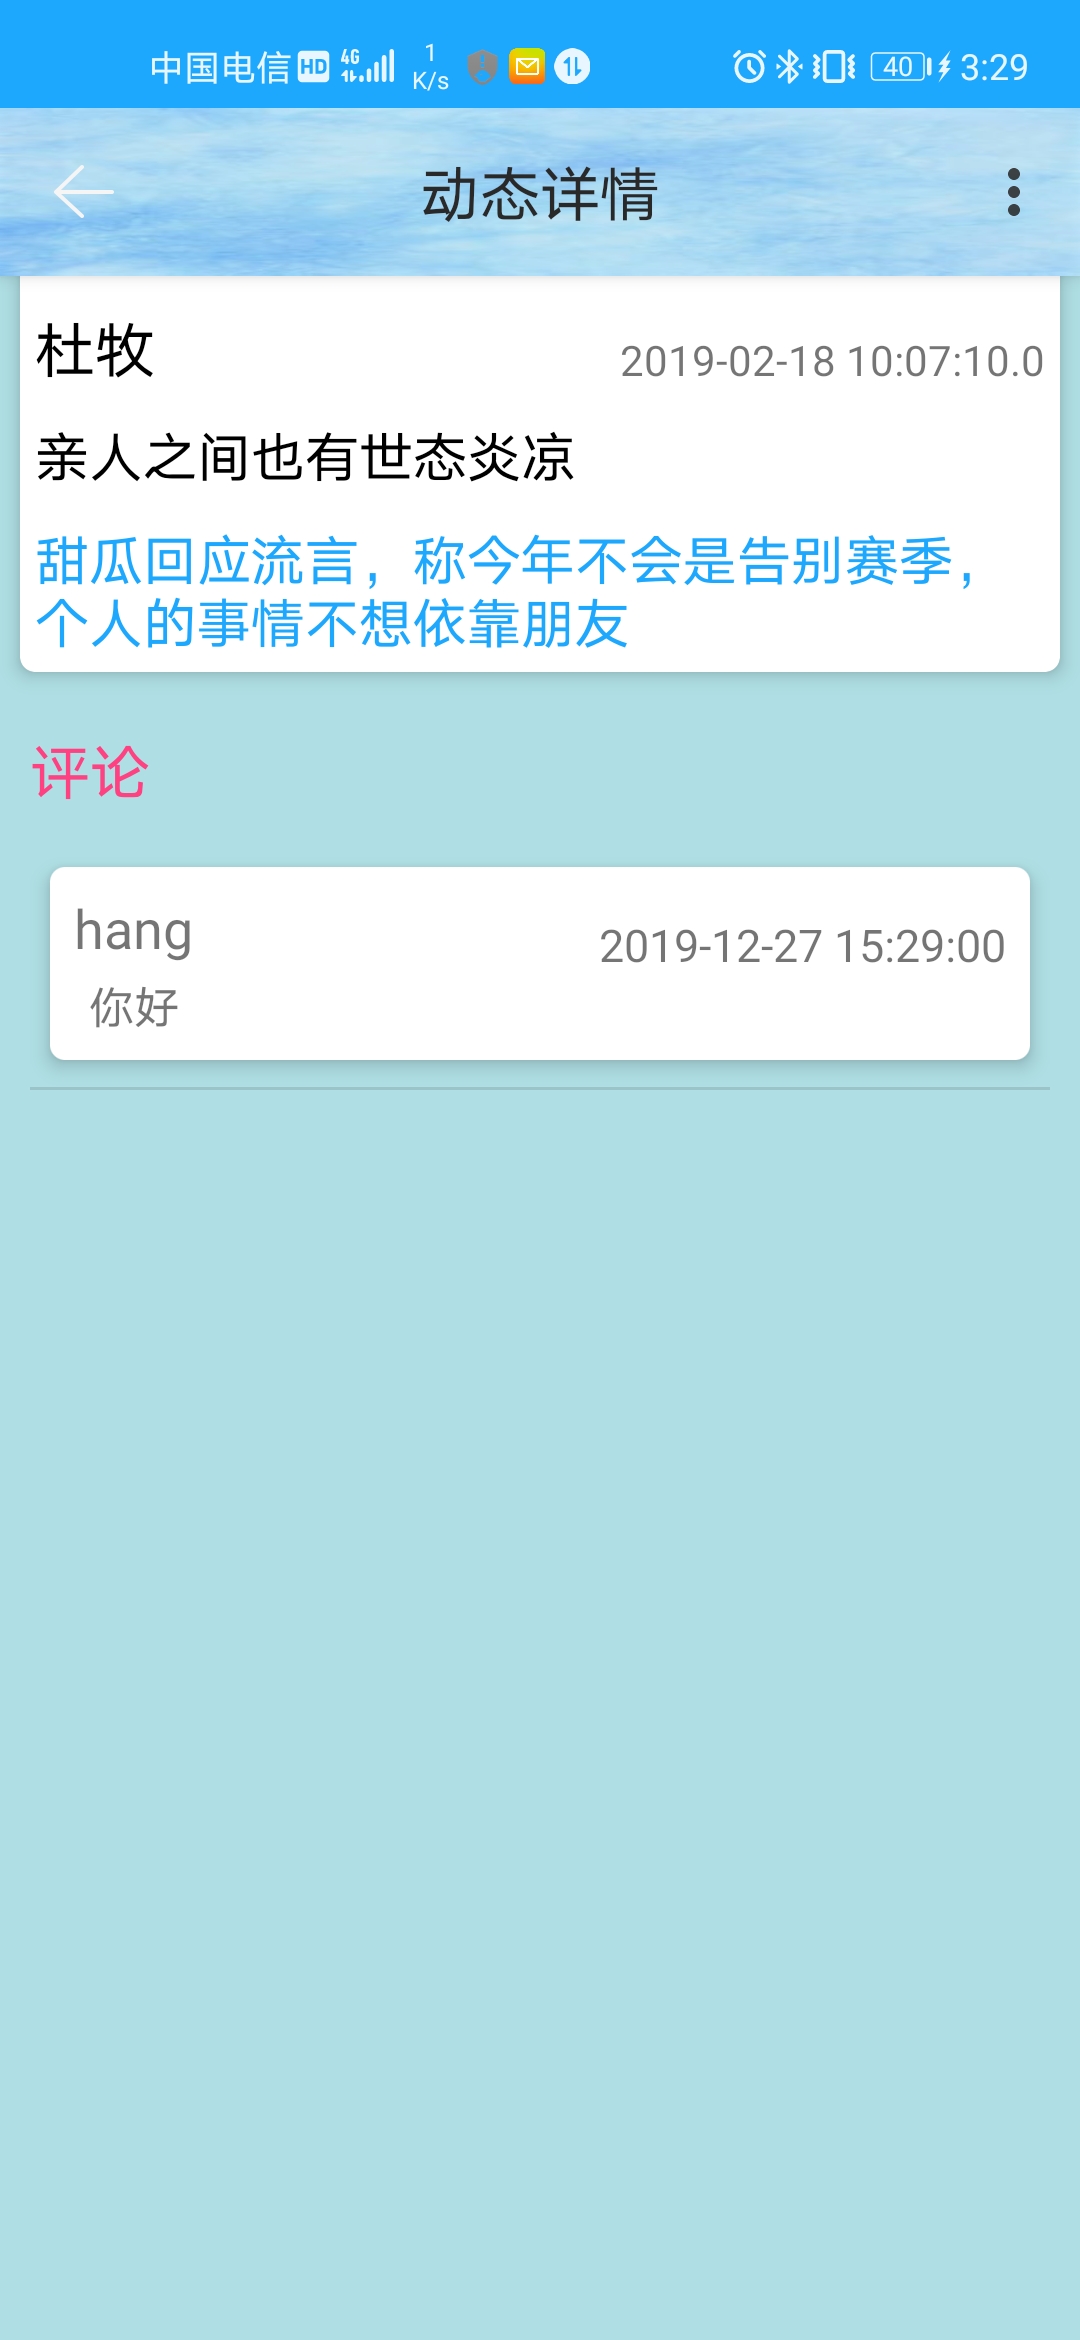 中国电信 HD 4G 1 K/s 40 3:29
动态详情
杜牧 2019-02-18 10:07:10.0
亲人之间也有世态炎凉
甜瓜回应流言，称今年不会是告别赛季，
个人的事情不想依靠朋友
评论
hang 2019-12-27 15:29:00
你好